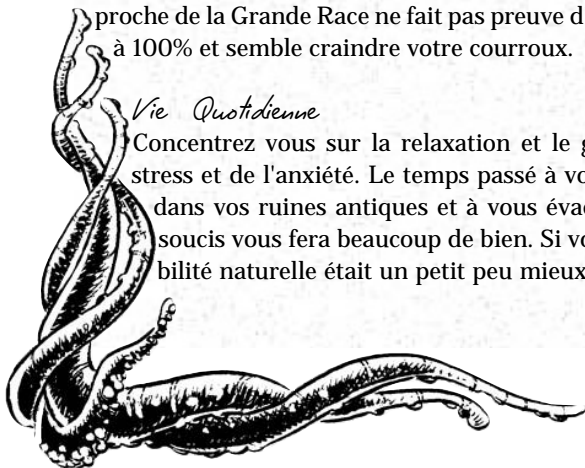 proche de la Grande Race ne fait pas preuve d
à 100% et semble craindre votre courroux.
Vie Quotidienne
Concentrez vous sur la relaxation et le g
stress et de l'anxiété. Le temps passé à vo
dans vos ruines antiques et à vous éva
soucis vous fera beaucoup de bien. Si vo
bilité naturelle était un petit peu mieux